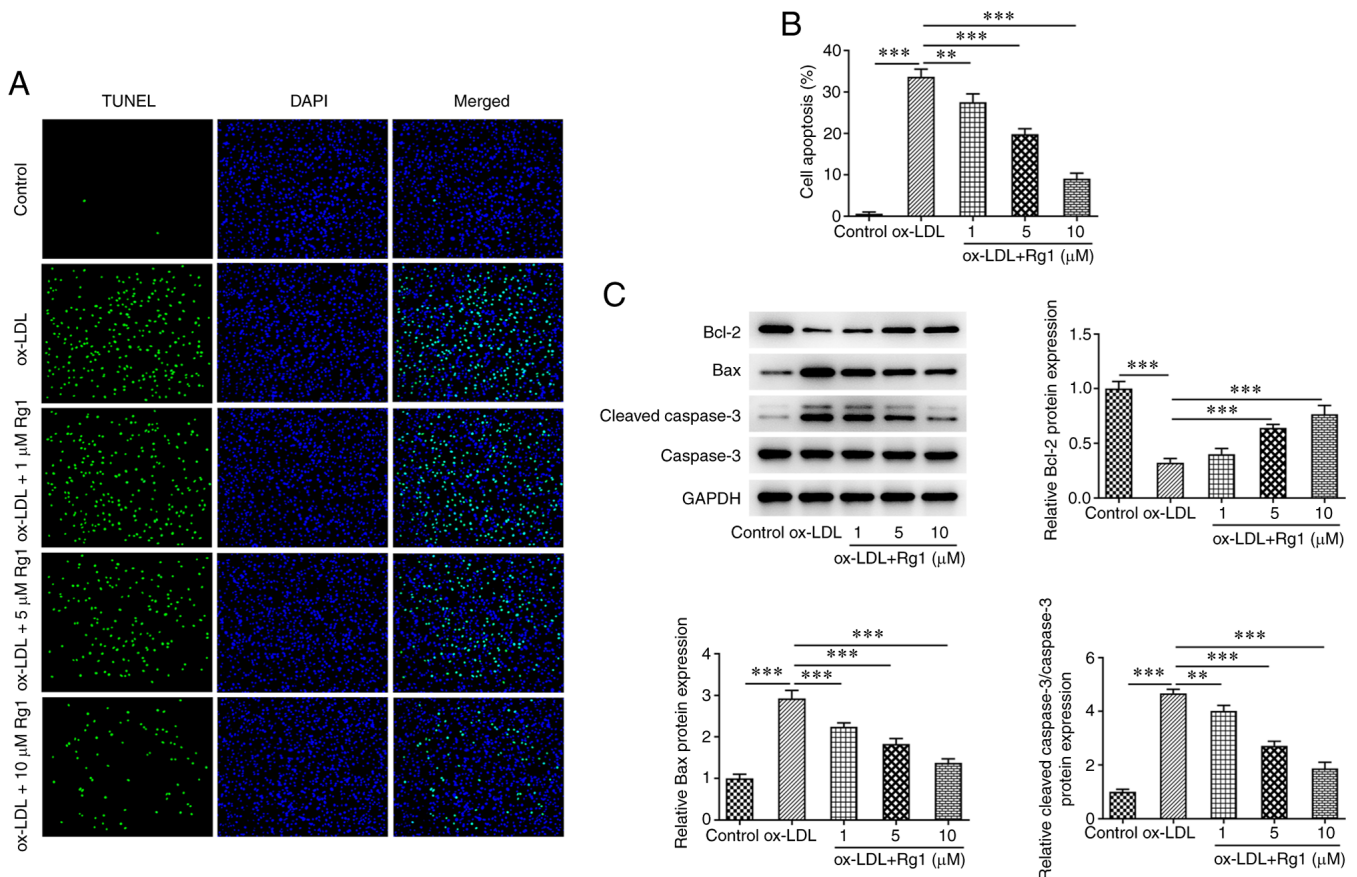 A
TUNEL DAPI Merged
Control
ox-LDL
ox-LDL + 1 μM Rg1
ox-LDL + 5 μM Rg1
ox-LDL + 10 μM Rg1
B
Cell apoptosis (%)
40
30
20
10
0
***
**
***
***
Control ox-LDL 1 5 10
ox-LDL+Rg1 (μM)
C
Bcl-2
Bax
Cleaved caspase-3
Caspase-3
GAPDH
Control ox-LDL 1 5 10
ox-LDL+Rg1 (μM)
Relative Bcl-2 protein expression
1.5
1.0
0.5
0.0
***
***
***
Control ox-LDL 1 5 10
ox-LDL+Rg1 (μM)
Relative Bax protein expression
4
3
2
1
0
***
***
***
***
Control ox-LDL 1 5 10
ox-LDL+Rg1 (μM)
Relative cleaved caspase-3/caspase-3
protein expression
6
4
2
0
***
**
***
***
Control ox-LDL 1 5 10
ox-LDL+Rg1 (μM)